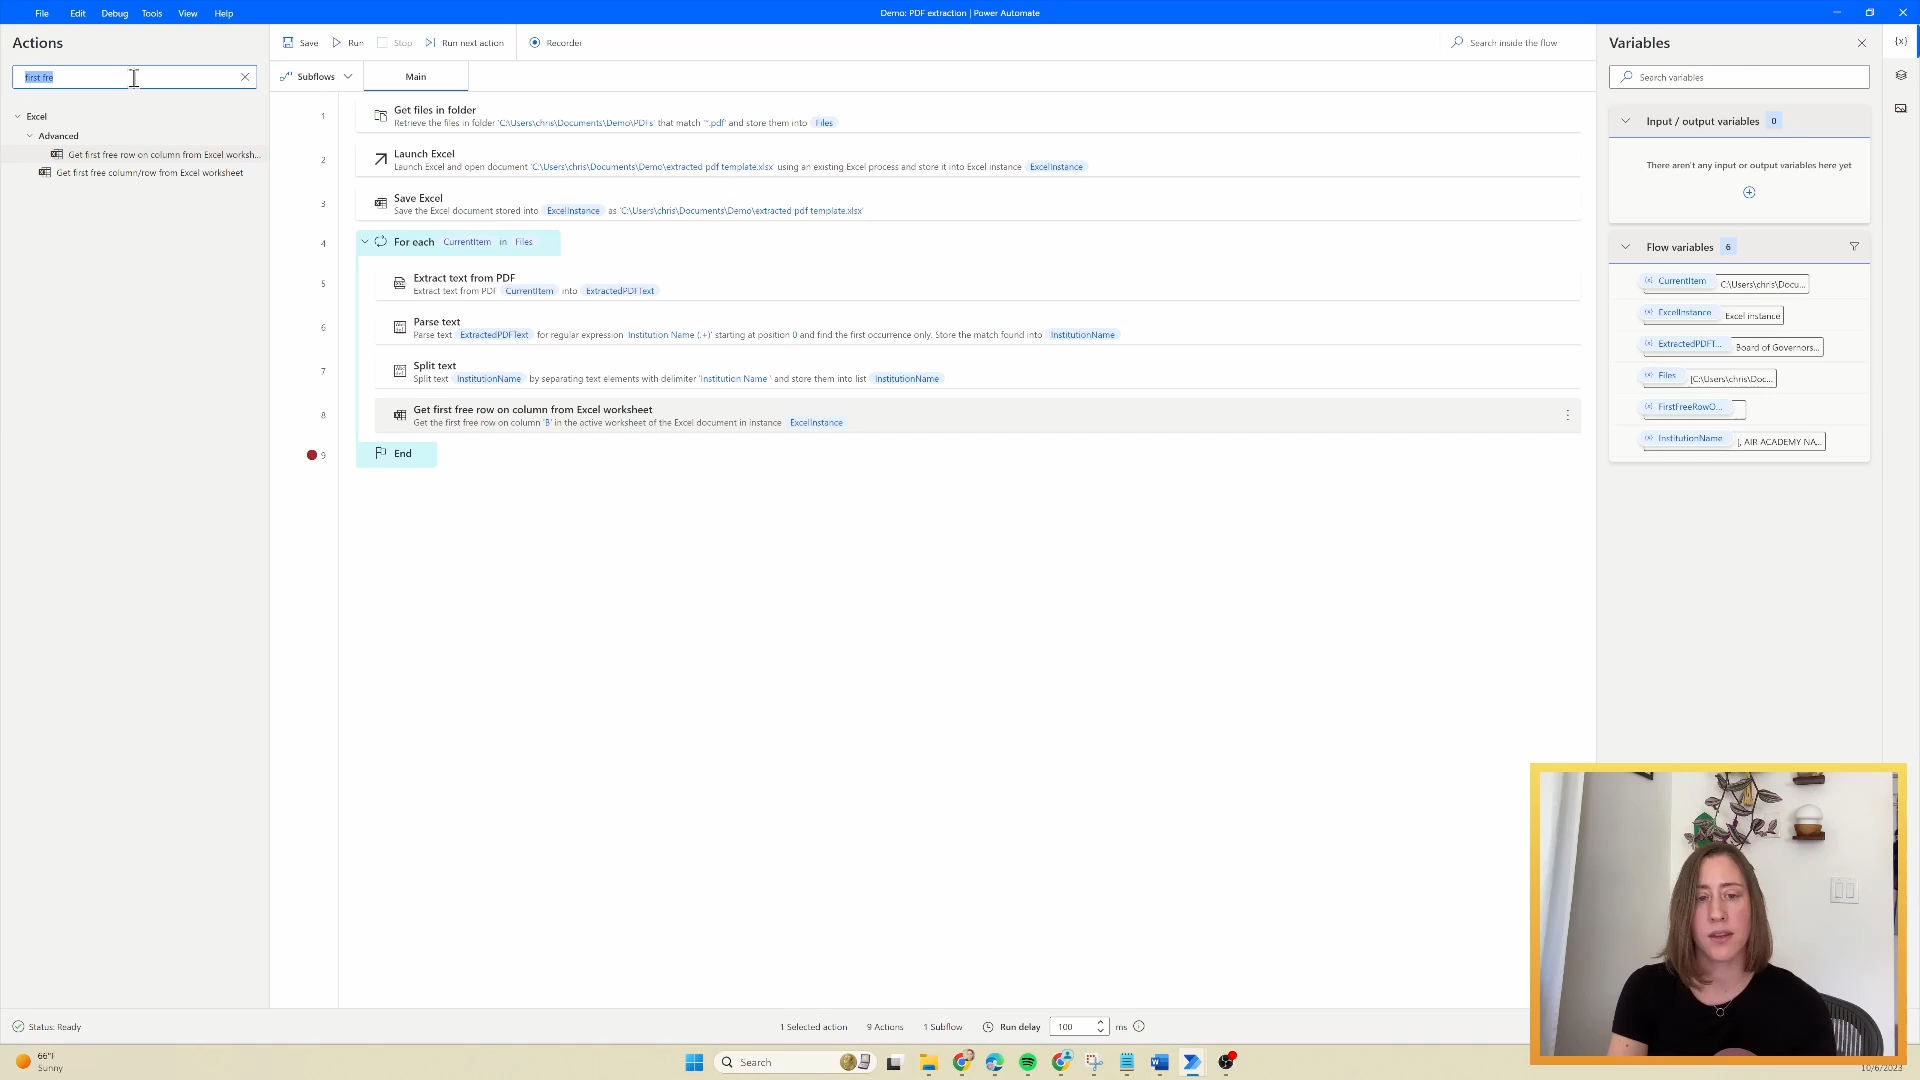 File Edit Debug Tools View Help
Demo: PDF extraction | Power Automate
Actions
first fre
Excel
Advanced
Get first free row on column from Excel worksh...
Get first free column/row from Excel worksheet
Save Run Stop Run next action Recorder
Search inside the flow
Subflows Main
1 Get files in folder
Retrieve the files in folder 'C:\Users\chris\Documents\Demo\PDFs' that match '*.pdf' and store them into Files
2 Launch Excel
Launch Excel and open document 'C:\Users\chris\Documents\Demo\extracted pdf template.xlsx' using an existing Excel process and store it into Excel instance ExcelInstance
3 Save Excel
Save the Excel document stored into ExcelInstance as 'C:\Users\chris\Documents\Demo\extracted pdf template.xlsx'
4 For each CurrentItem in Files
5 Extract text from PDF
Extract text from PDF CurrentItem into ExtractedPDFText
6 Parse text
Parse text ExtractedPDFText for regular expression 'Institution Name (.+)' starting at position 0 and find the first occurrence only. Store the match found into InstitutionName
7 Split text
Split text InstitutionName by separating text elements with delimiter 'Institution Name ' and store them into list InstitutionName
8 Get first free row on column from Excel worksheet
Get the first free row on column 'B' in the active worksheet of the Excel document in instance ExcelInstance
9 End
Variables {x}
Search variables
Input / output variables 0
There aren't any input or output variables here yet
Flow variables 6
(x) CurrentItem C:\Users\chris\Docu...
(x) ExcelInstance Excel instance
(x) ExtractedPDFT... Board of Governors...
(x) Files [C:\Users\chris\Doc...
(x) FirstFreeRowO...
(x) InstitutionName [, AIR ACADEMY NA...
Status: Ready
1 Selected action 9 Actions 1 Subflow Run delay 100 ms
66°F
Sunny
Search
10/6/2023